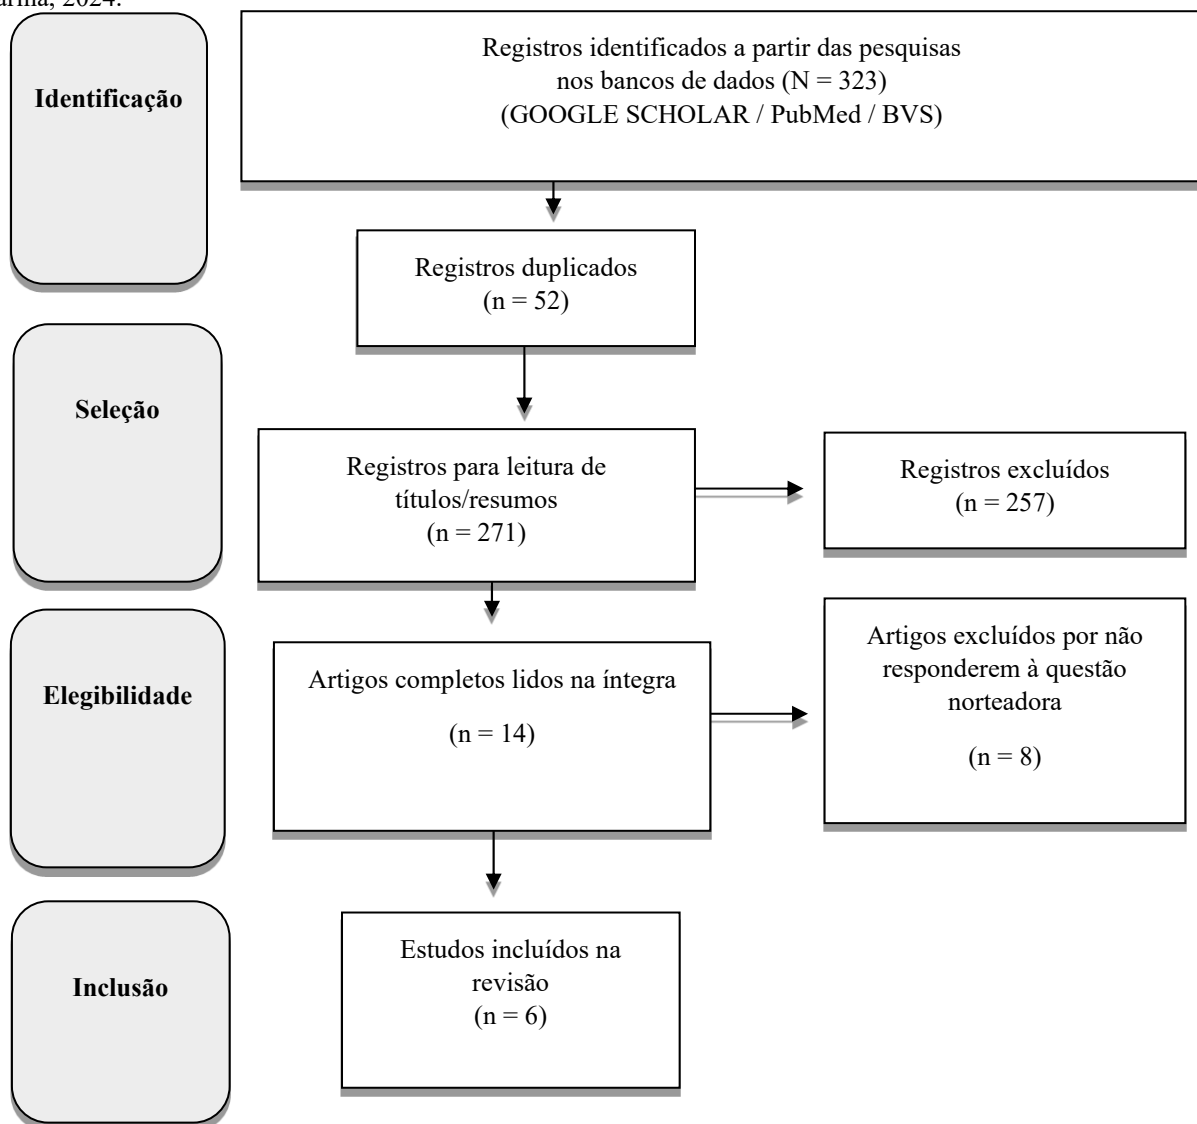 2024.
Identificação
Registros identificados a partir das pesquisas
nos bancos de dados (N = 323)
(GOOGLE SCHOLAR / PubMed / BVS)
Registros duplicados
(n = 52)
Seleção
Registros para leitura de
títulos/resumos
(n = 271)
Registros excluídos
(n = 257)
Elegibilidade
Artigos completos lidos na íntegra
(n = 14)
Artigos excluídos por não
responderem à questão
norteadora
(n = 8)
Inclusão
Estudos incluídos na
revisão
(n = 6)